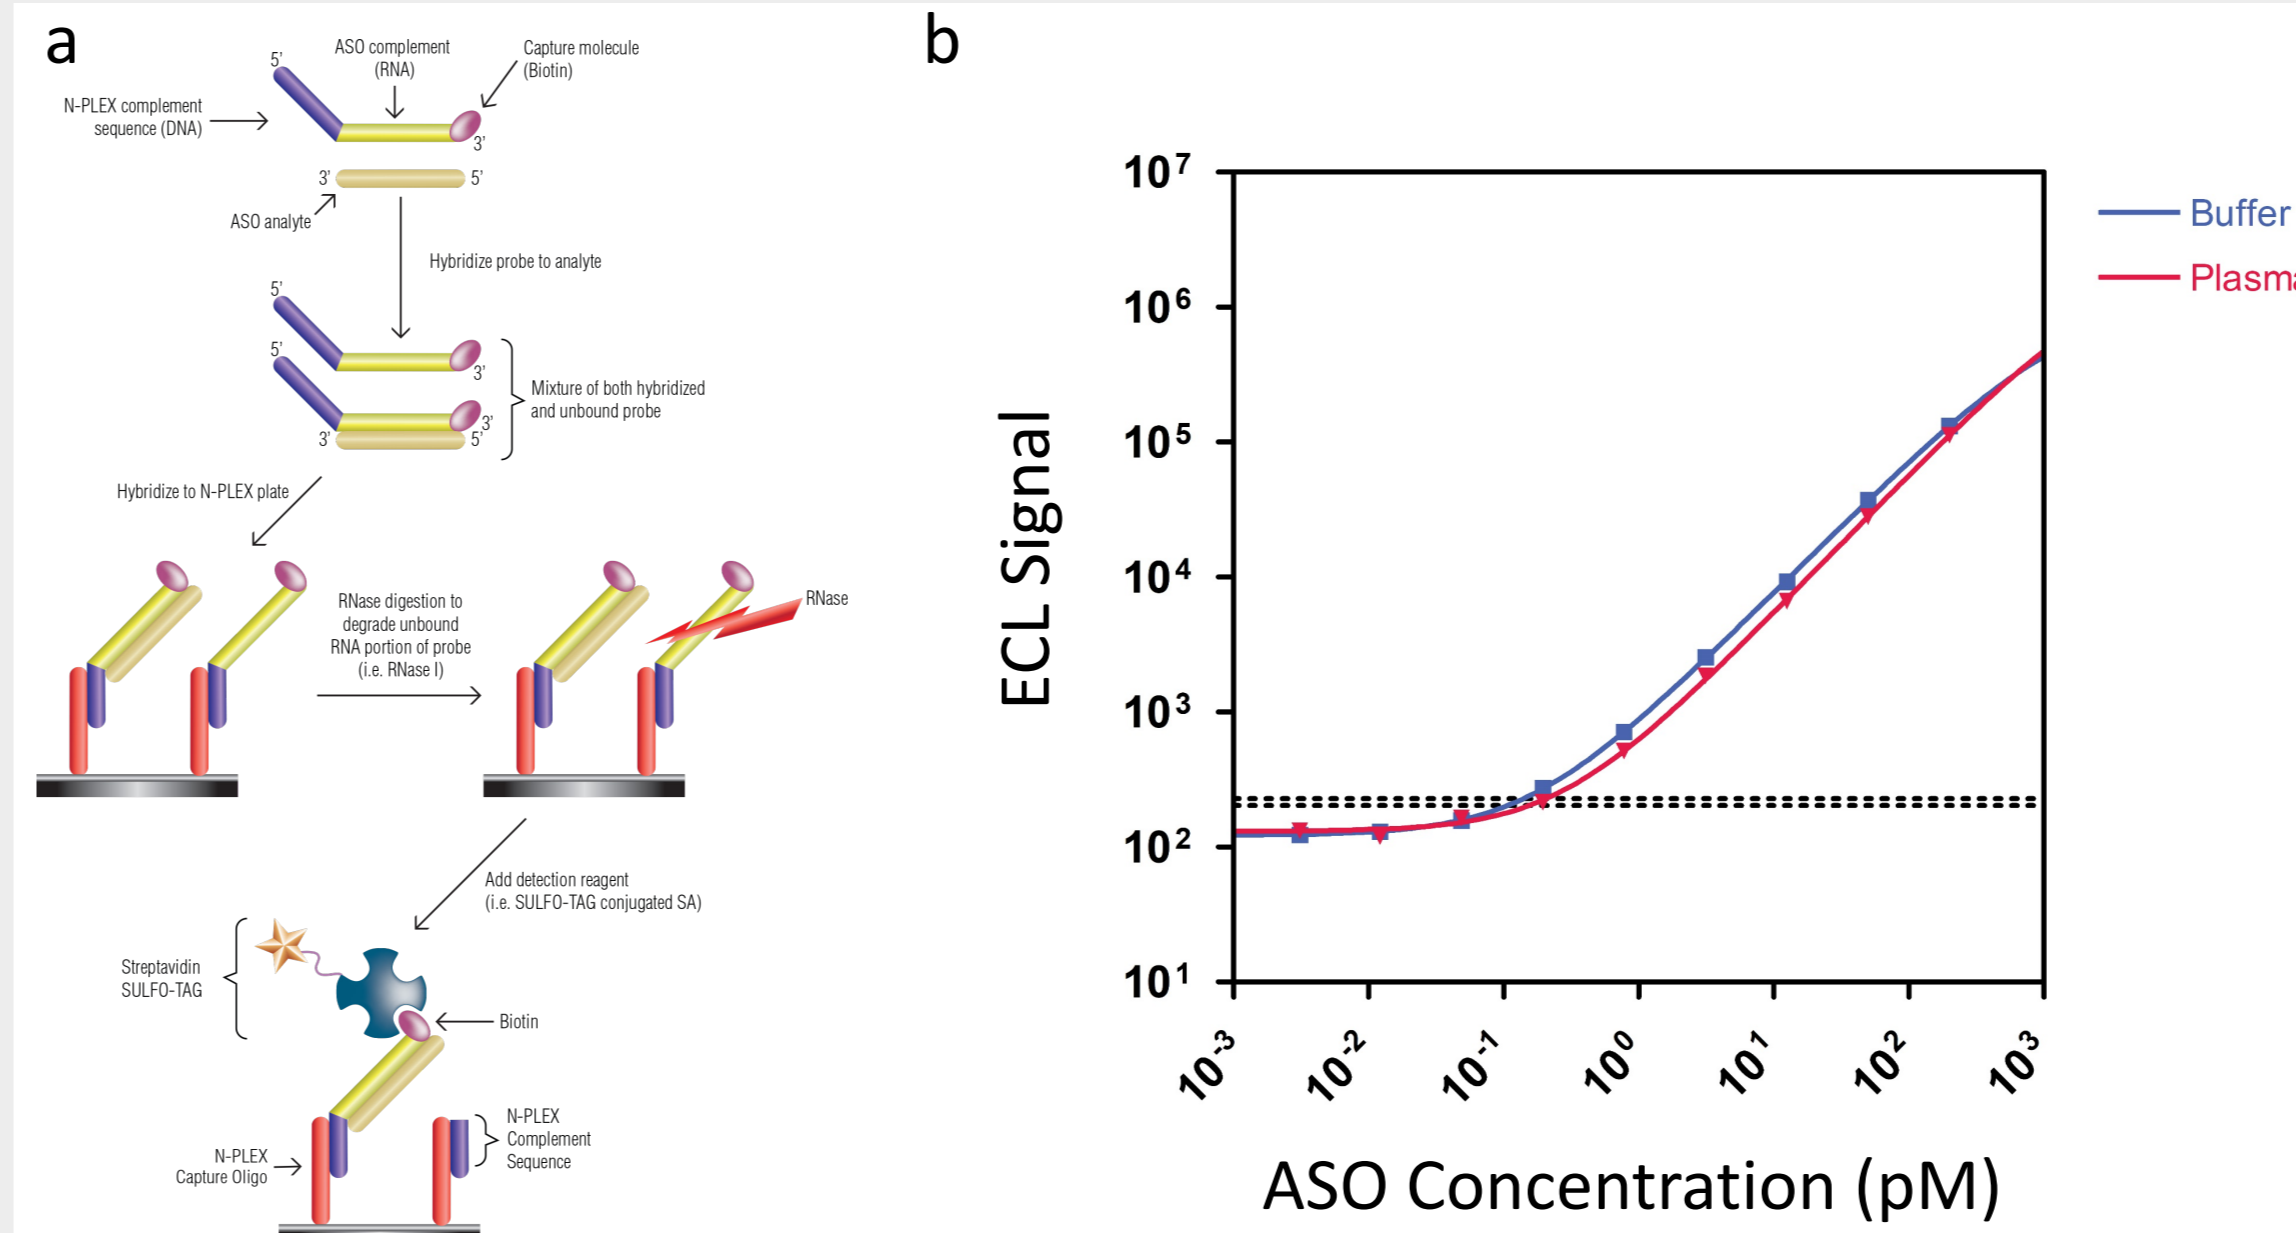 a
5'
ASO complement
(RNA)
Capture molecule
(Biotin)
N-PLEX complement
sequence (DNA)
3'
3'
5'
ASO analyte
Hybridize probe to analyte
5'
3'
5'
3'
3'
5'
Mixture of both hybridized
and unbound probe
Hybridize to N-PLEX plate
RNase digestion to
degrade unbound
RNA portion of probe
(i.e. RNase I)
RNase
Add detection reagent
(i.e. SULFO-TAG conjugated SA)
Streptavidin
SULFO-TAG
Biotin
N-PLEX
Capture Oligo
N-PLEX
Complement
Sequence
b
ECL Signal
10⁷
10⁶
10⁵
10⁴
10³
10²
10¹
10⁻³
10⁻²
10⁻¹
10⁰
10¹
10²
10³
ASO Concentration (pM)
Buffer
Plasma